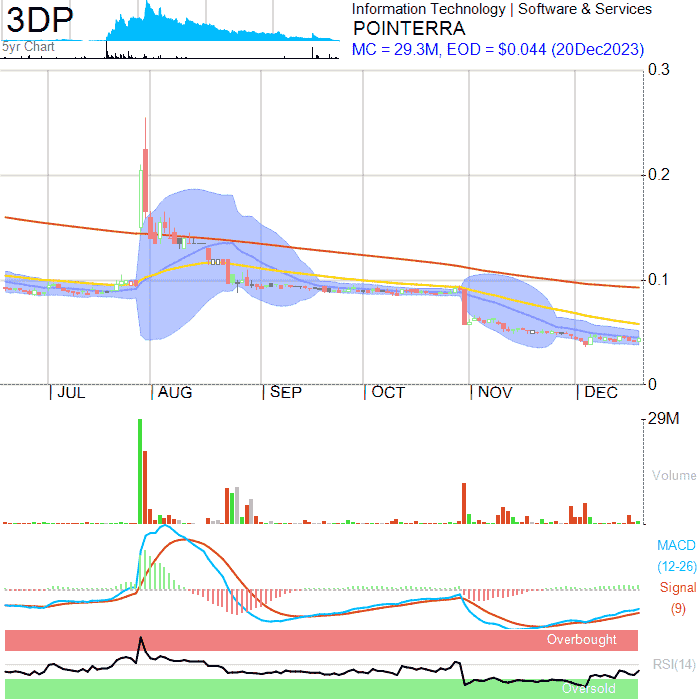 3DP
5yr Chart
Information Technology | Software & Services
POINTERRA
MC = 29.3M, EOD = $0.044 (20Dec2023)
0.3
0.2
0.1
0
JUL
AUG
SEP
OCT
NOV
DEC
29M
Volume
MACD
(12-26)
Signal
(9)
Overbought
RSI(14)
Oversold